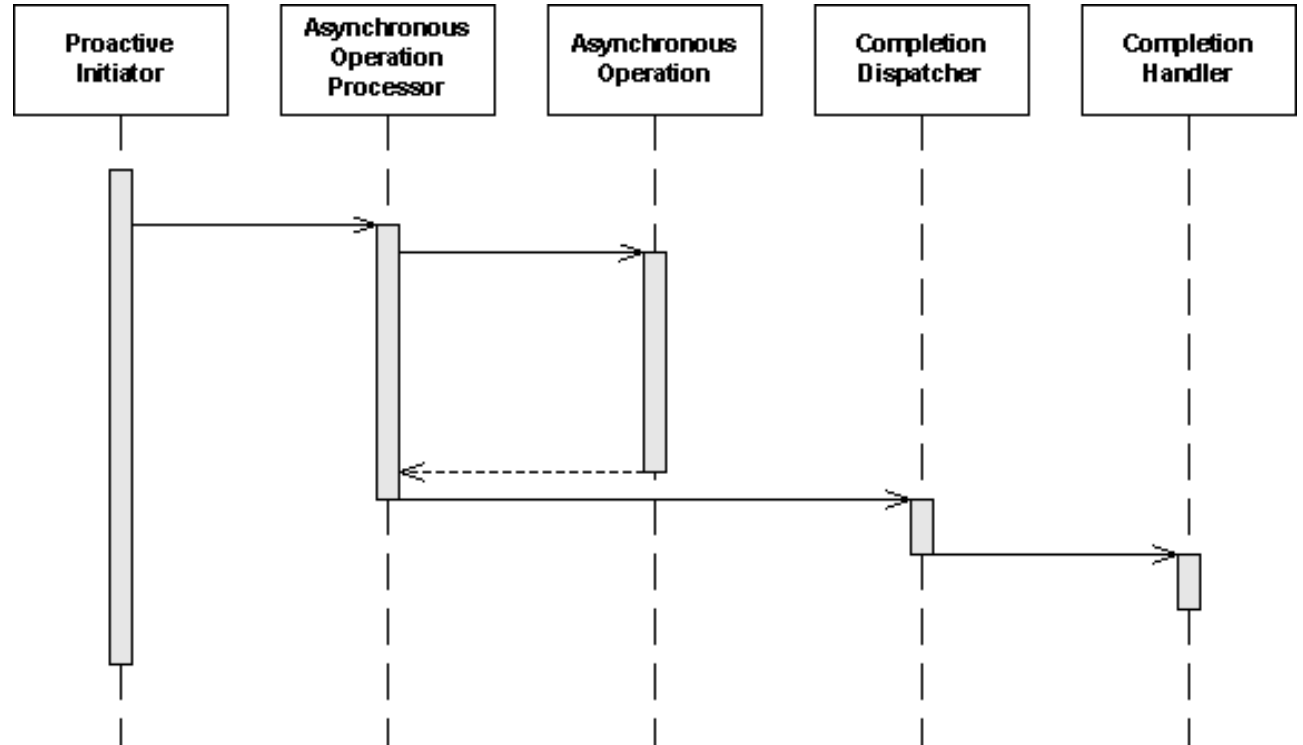 Proactive
Initiator
Asynchronous
Operation
Processor
Asynchronous
Operation
Completion
Dispatcher
Completion
Handler